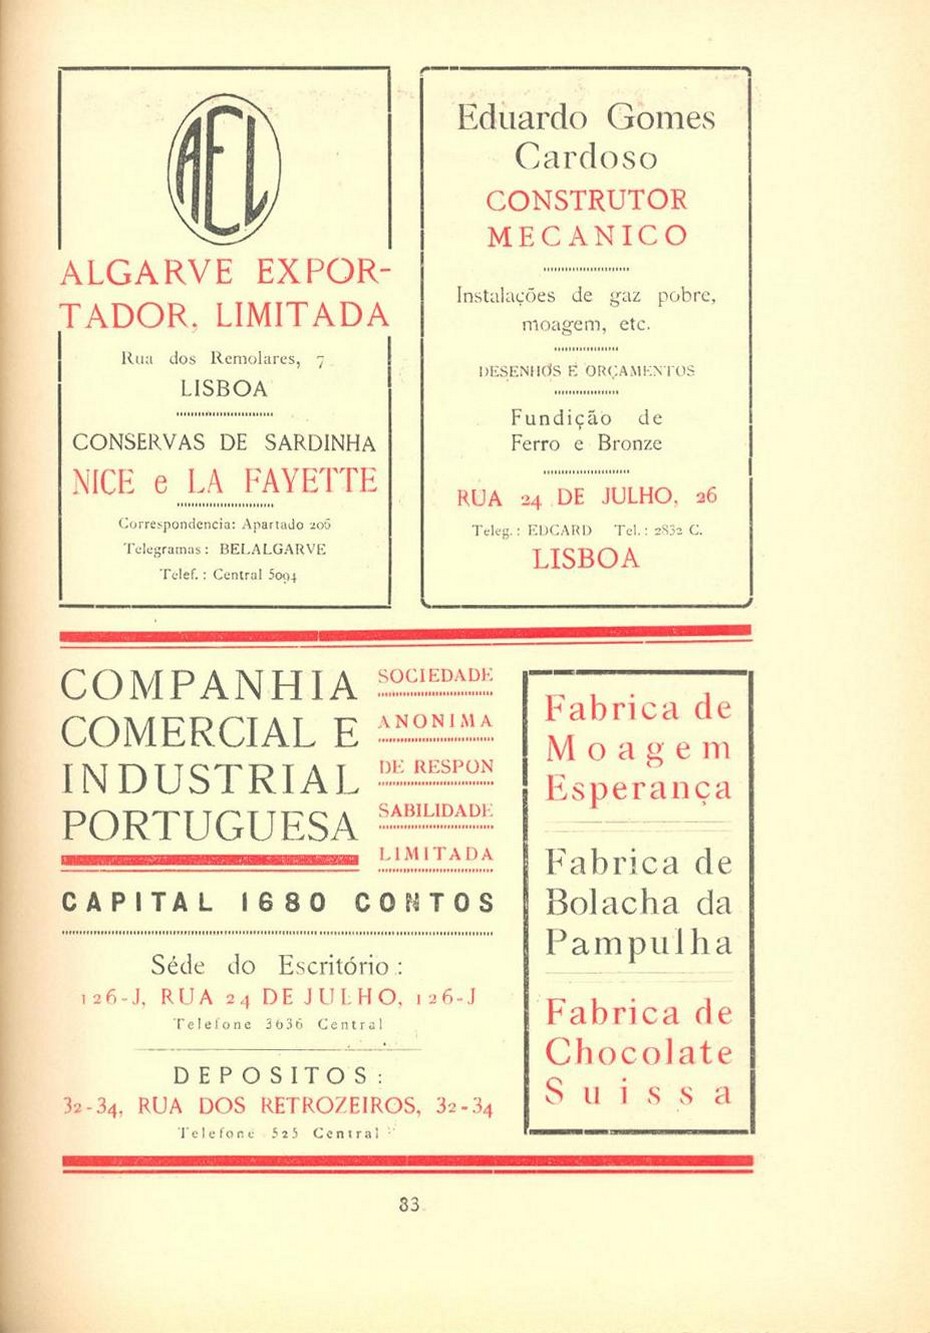 AEL
ALGARVE EXPOR-
TADOR, LIMITADA
Rua dos Remolares, 7
LISBOA
CONSERVAS DE SARDINHA
NICE e LA FAYETTE
Correspondencia: Apartado 206
Telegramas: BELALGARVE
Telef.: Central 5094
Eduardo Gomes
Cardoso
CONSTRUTOR
MECANICO
Instalações de gaz pobre,
moagem, etc.
DESENHOS E ORÇAMENTOS
Fundição de
Ferro e Bronze
RUA 24 DE JULHO, 26
Teleg.: EDCARD Tel.: 2832 C.
LISBOA
COMPANHIA
COMERCIAL E
INDUSTRIAL
PORTUGUESA
SOCIEDADE
ANONIMA
DE RESPON
SABILIDADE
LIMITADA
CAPITAL 1680 CONTOS
Séde do Escritório:
126-J, RUA 24 DE JULHO, 126-J
Telefone 3636 Central
DEPOSITOS:
32-34, RUA DOS RETROZEIROS, 32-34
Telefone 525 Central
Fabrica de
Moagem
Esperança
Fabrica de
Bolacha da
Pampulha
Fabrica de
Chocolate
Suissa
83